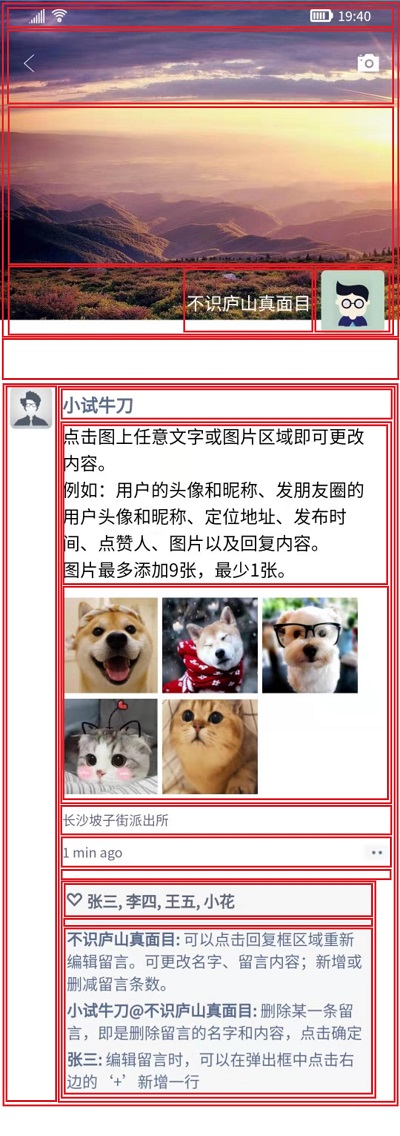 19:40
不识庐山真面目
小试牛刀
点击图上任意文字或图片区域即可更改
内容。
例如：用户的头像和昵称、发朋友圈的
用户头像和昵称、定位地址、发布时
间、点赞人、图片以及回复内容。
图片最多添加9张，最少1张。
长沙坡子街派出所
1 min ago
张三, 李四, 王五, 小花
不识庐山真面目: 可以点击回复框区域重新
编辑留言。可更改名字、留言内容；新增或
删减留言条数。
小试牛刀@不识庐山真面目: 删除某一条留
言，即是删除留言的名字和内容，点击确定
张三: 编辑留言时，可以在弹出框中点击右
边的‘+’新增一行